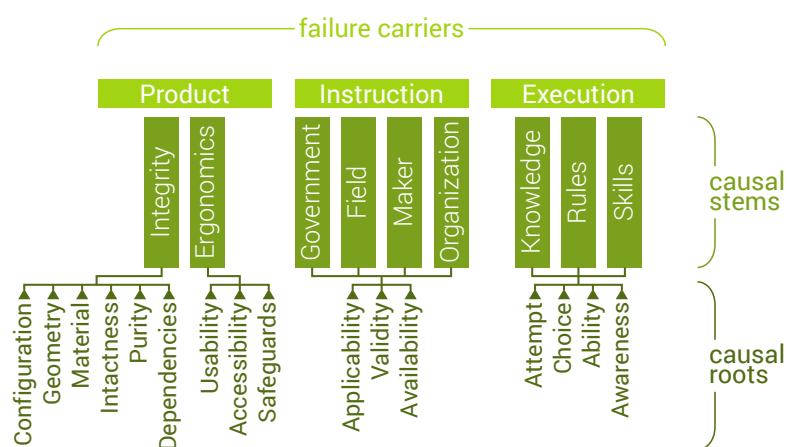 failure carriers
Product
Instruction
Execution
Integrity
Ergonomics
Government
Field
Maker
Organization
Knowledge
Rules
Skills
causal
stems
Configuration
Geometry
Material
Intactness
Purity
Dependencies
Usability
Accessibility
Safeguards
Applicability
Validity
Availability
Attempt
Choice
Ability
Awareness
causal
roots